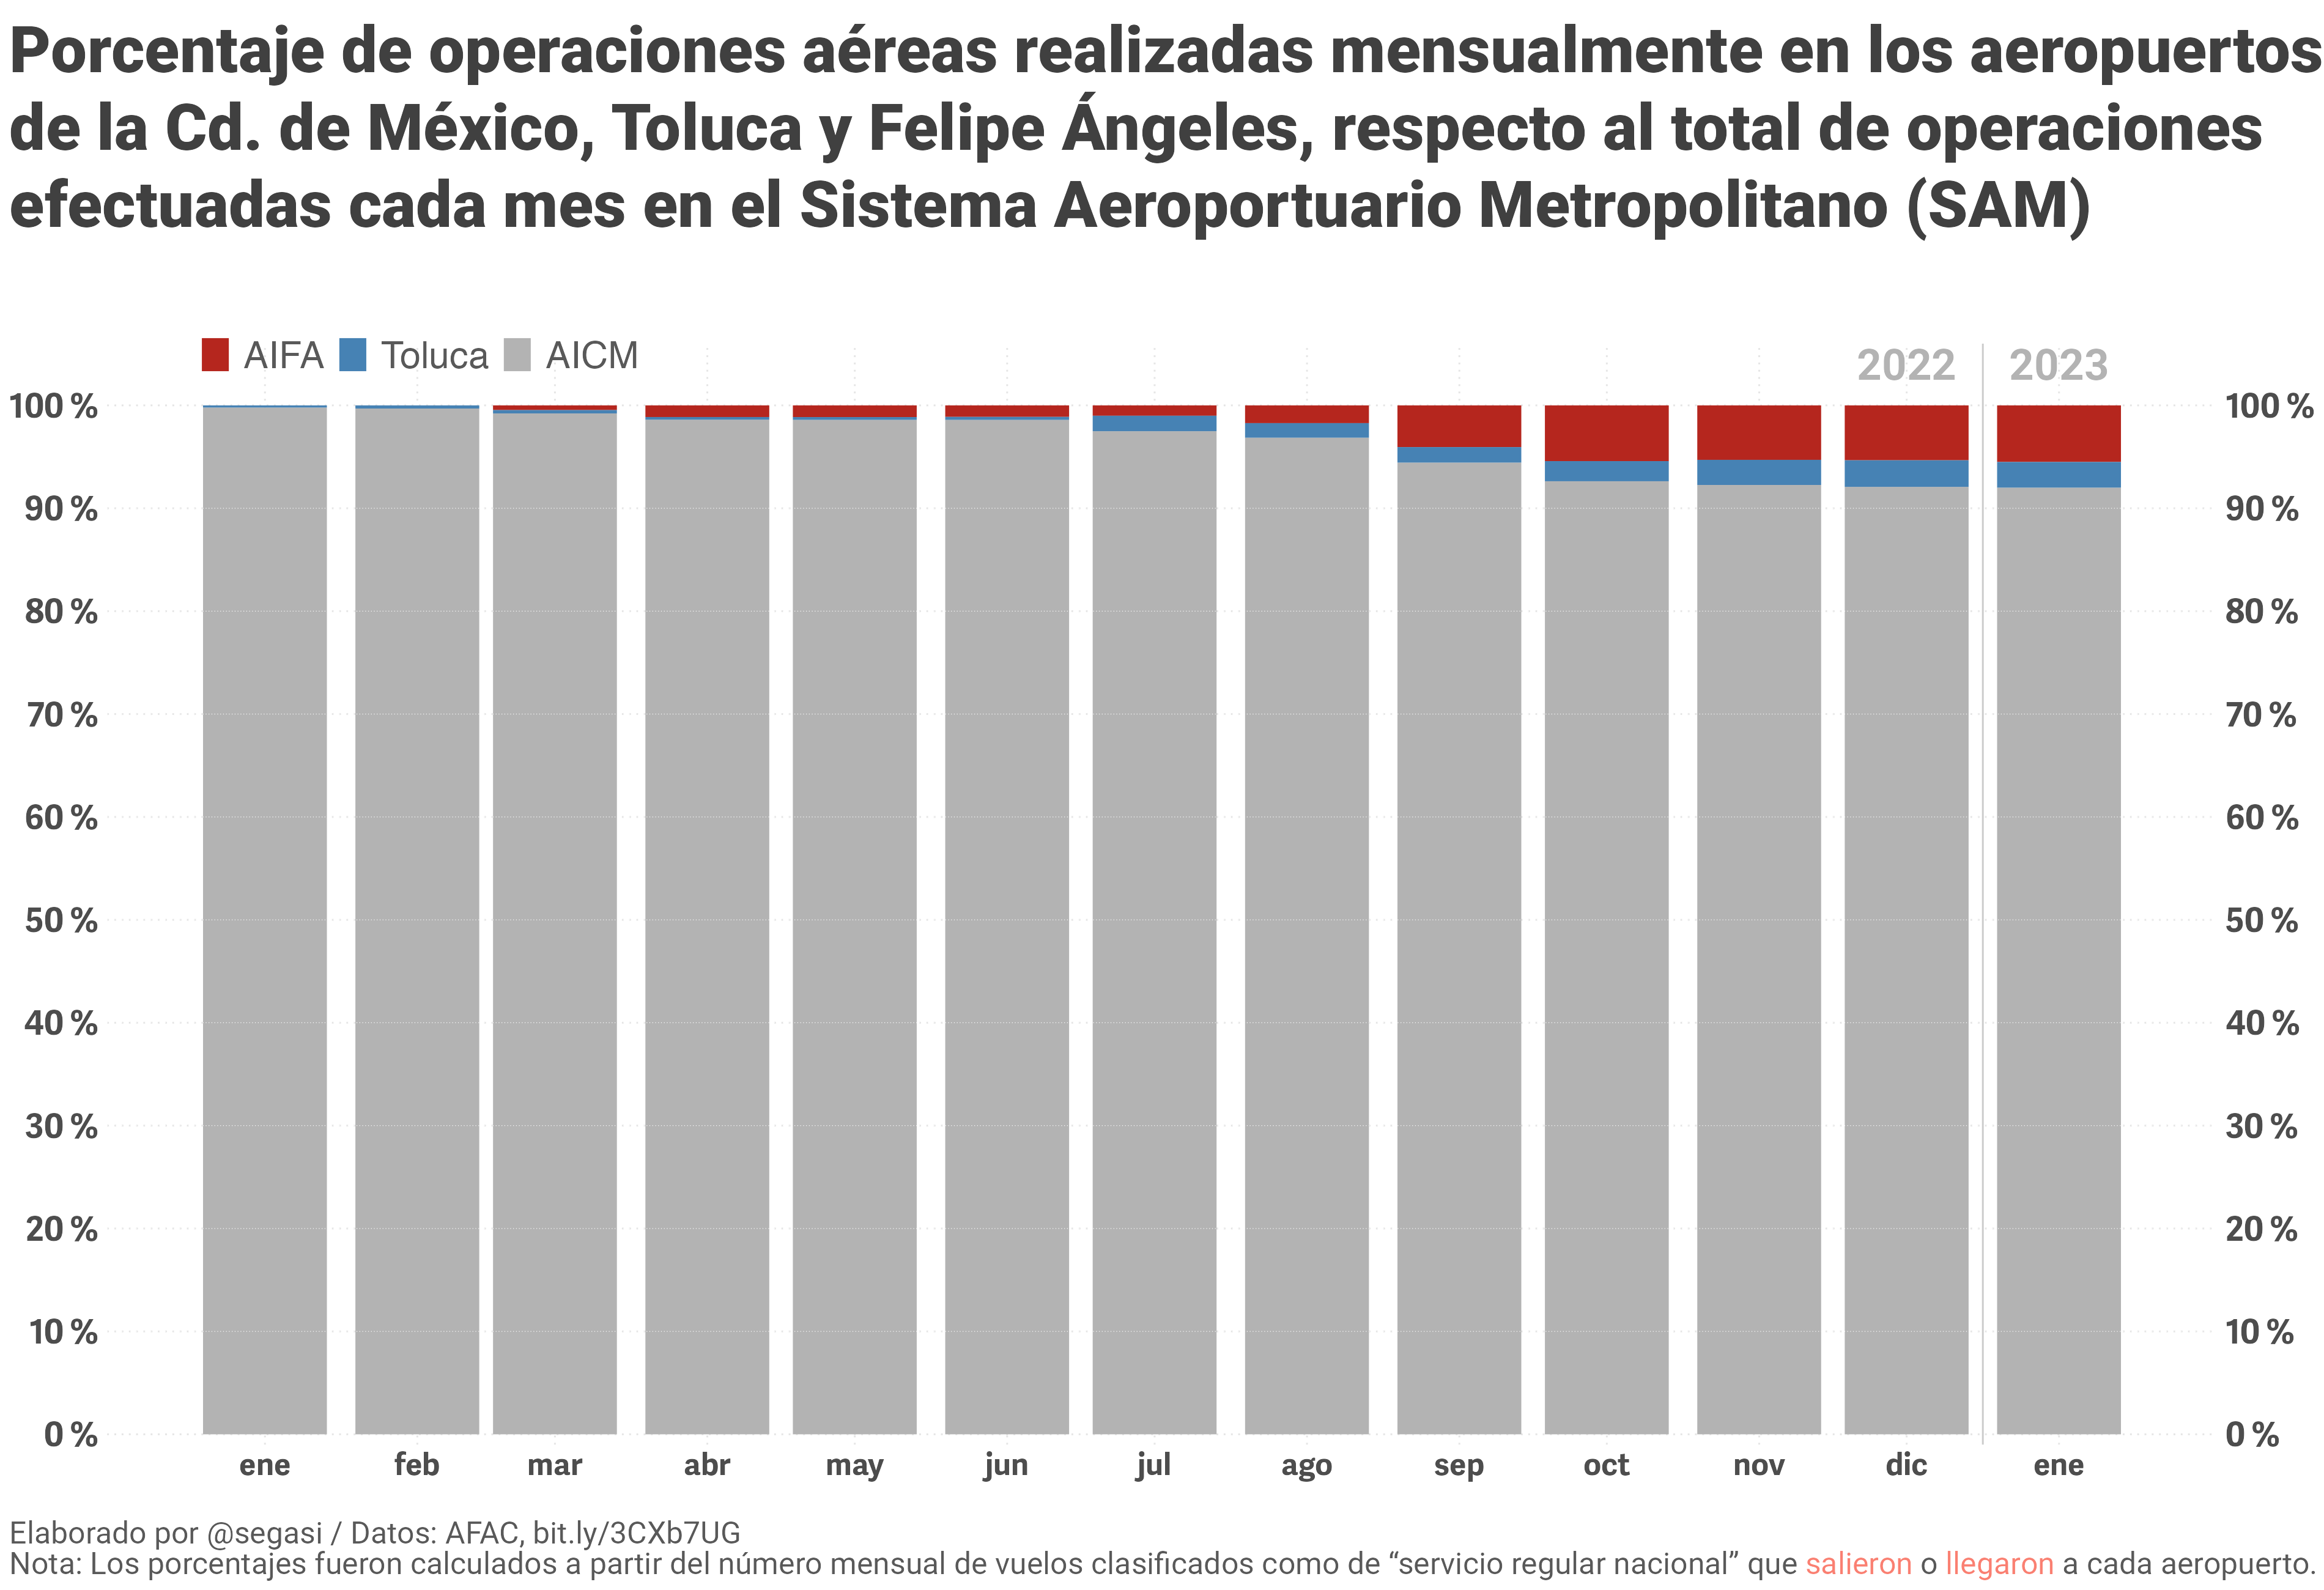 Porcentaje de operaciones aéreas realizadas mensualmente en los aeropuertos
de la Cd. de México, Toluca y Felipe Ángeles, respecto al total de operaciones
efectuadas cada mes en el Sistema Aeroportuario Metropolitano (SAM)
AIFA Toluca AICM
2022 2023
100 % 100 %
90 % 90 %
80 % 80 %
70 % 70 %
60 % 60 %
50 % 50 %
40 % 40 %
30 % 30 %
20 % 20 %
10 % 10 %
0 % 0 %
ene feb mar abr may jun jul ago sep oct nov dic ene
Elaborado por @segasi / Datos: AFAC, bit.ly/3CXb7UG
Nota: Los porcentajes fueron calculados a partir del número mensual de vuelos clasificados como de “servicio regular nacional” que salieron o llegaron a cada aeropuerto.